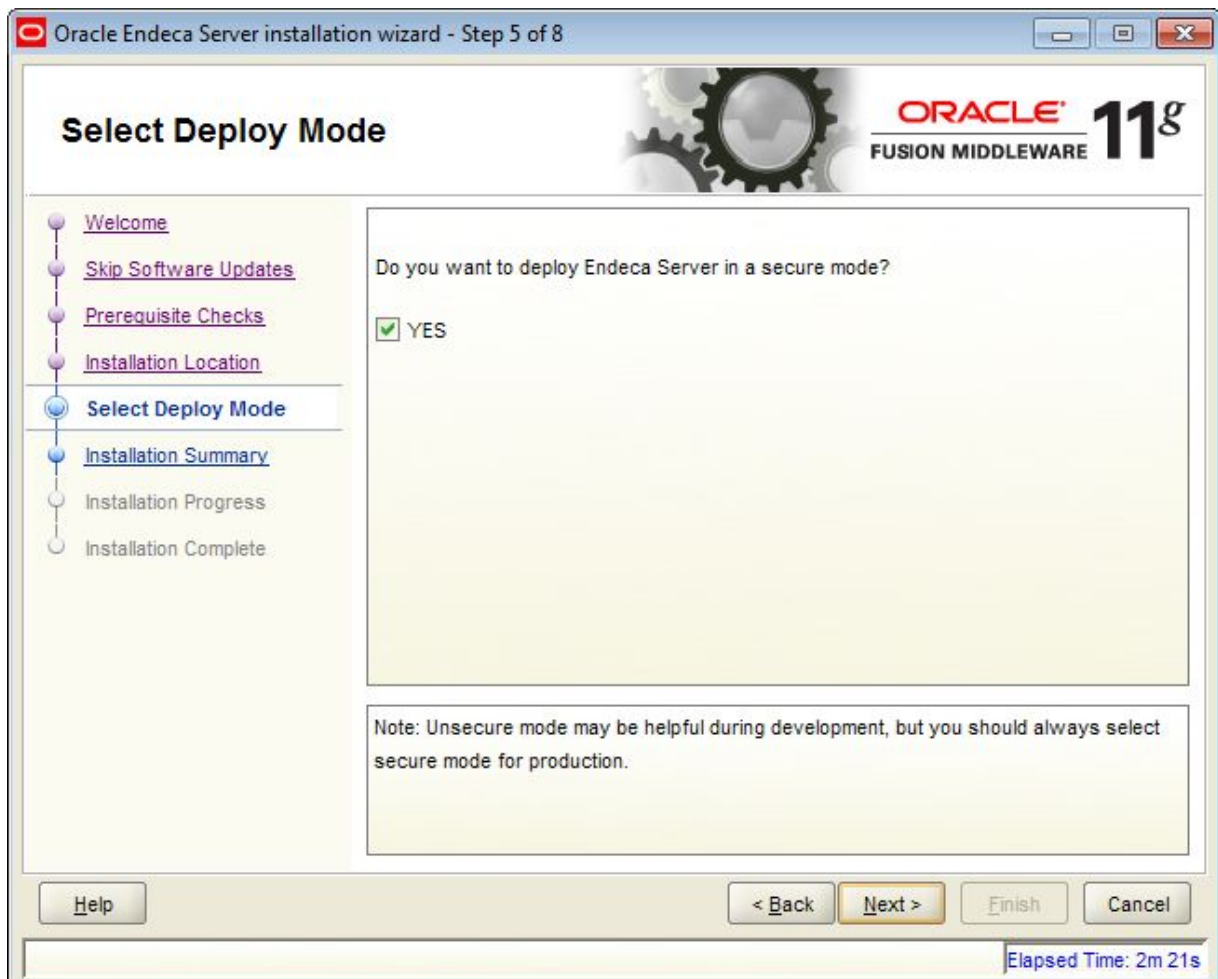 Oracle Endeca Server installation wizard - Step 5 of 8
Select Deploy Mode
ORACLE
FUSION MIDDLEWARE
11g
Welcome
Skip Software Updates
Prerequisite Checks
Installation Location
Select Deploy Mode
Installation Summary
Installation Progress
Installation Complete
Do you want to deploy Endeca Server in a secure mode?
YES
Note: Unsecure mode may be helpful during development, but you should always select
secure mode for production.
Help
< Back
Next >
Finish
Cancel
Elapsed Time: 2m 21s